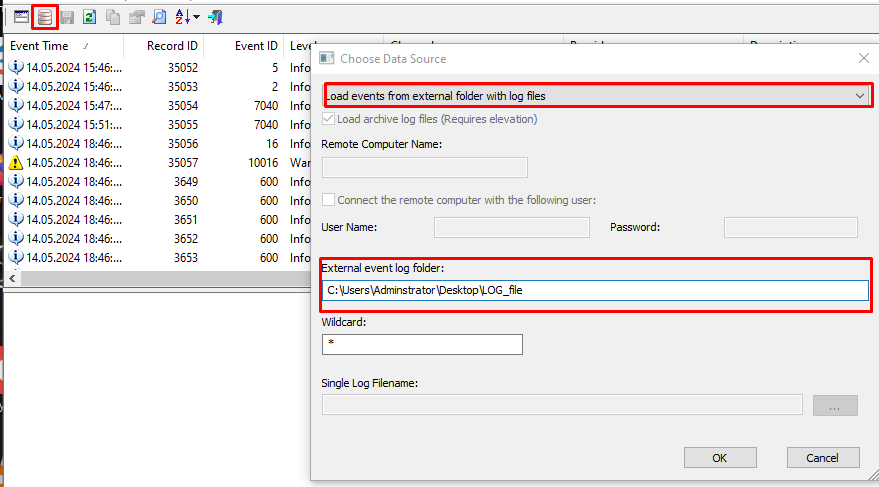 Event Time / Record ID Event ID Level
14.05.2024 15:46:... 35052 5 Info
14.05.2024 15:46:... 35053 2 Info
14.05.2024 15:47:... 35054 7040 Info
14.05.2024 15:51:... 35055 7040 Info
14.05.2024 18:46:... 35056 16 Info
14.05.2024 18:46:... 35057 10016 War
14.05.2024 18:46:... 3649 600 Info
14.05.2024 18:46:... 3650 600 Info
14.05.2024 18:46:... 3651 600 Info
14.05.2024 18:46:... 3652 600 Info
14.05.2024 18:46:... 3653 600 Info
Choose Data Source
Load events from external folder with log files
Load archive log files (Requires elevation)
Remote Computer Name:
Connect the remote computer with the following user:
User Name: Password:
External event log folder:
C:\Users\Adminstrator\Desktop\LOG_file
Wildcard:
*
Single Log Filename:
...
OK Cancel